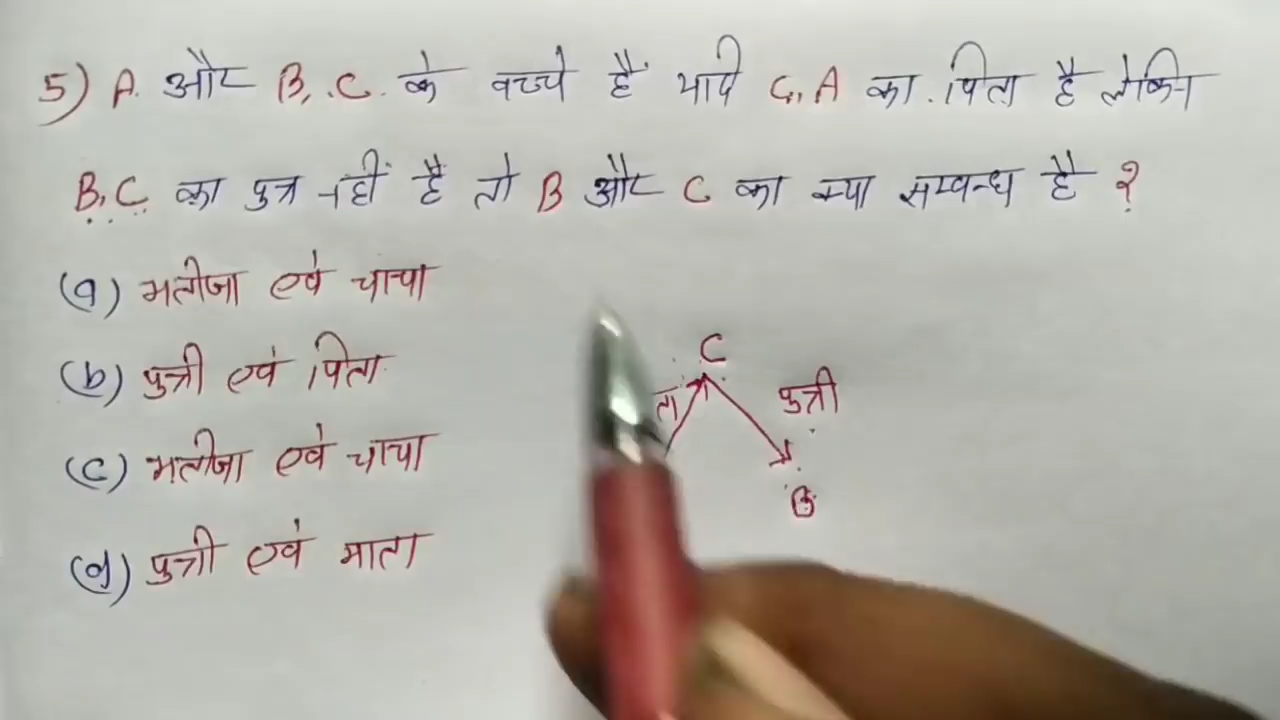 5) A और B, C के बच्चे हैं यदि C, A का पिता है लेकिन
B, C का पुत्र नहीं है तो B और C का क्या सम्बन्ध है ?
(a) भतीजा एवं चाचा
(b) पुत्री एवं पिता
(c) भतीजा एवं चाचा
(d) पुत्री एवं माता
C
ता
पुत्री
B